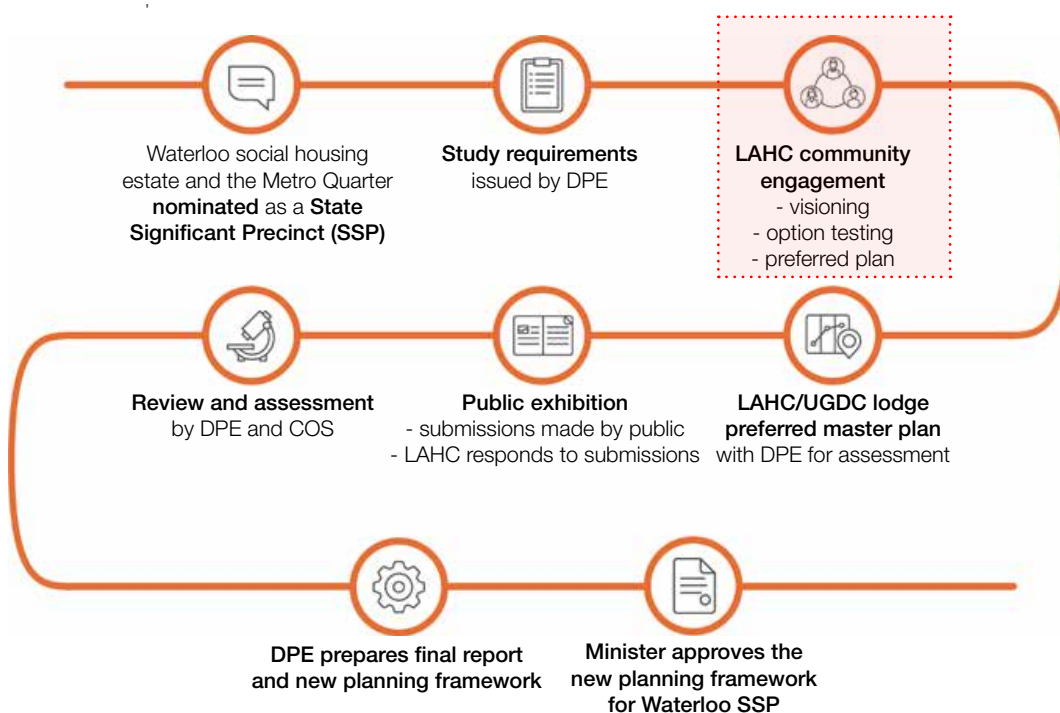 Waterloo social housing
estate and the Metro Quarter
nominated as a State
Significant Precinct (SSP)
Study requirements
issued by DPE
LAHC community
engagement
- visioning
- option testing
- preferred plan
LAHC/UGDC lodge
preferred master plan
with DPE for assessment
Public exhibition
- submissions made by public
- LAHC responds to submissions
Review and assessment
by DPE and COS
DPE prepares final report
and new planning framework
Minister approves the
new planning framework
for Waterloo SSP